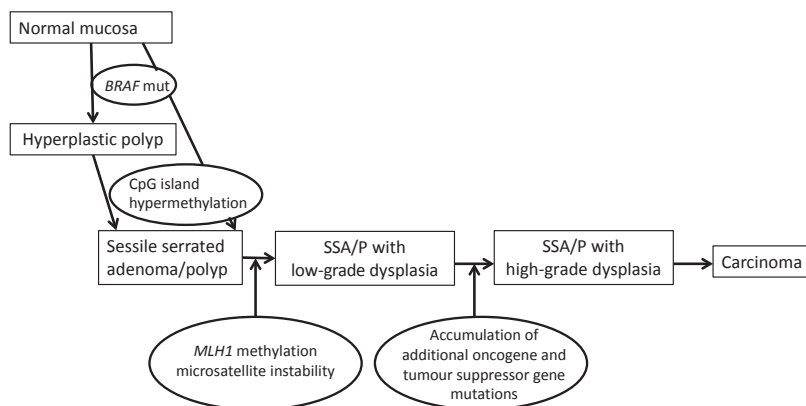 Normal mucosa
BRAF mut
Hyperplastic polyp
CpG island
hypermethylation
Sessile serrated
adenoma/polyp
SSA/P with
low-grade dysplasia
SSA/P with
high-grade dysplasia
Carcinoma
MLH1 methylation
microsatellite instability
Accumulation of
additional oncogene and
tumour suppressor gene
mutations